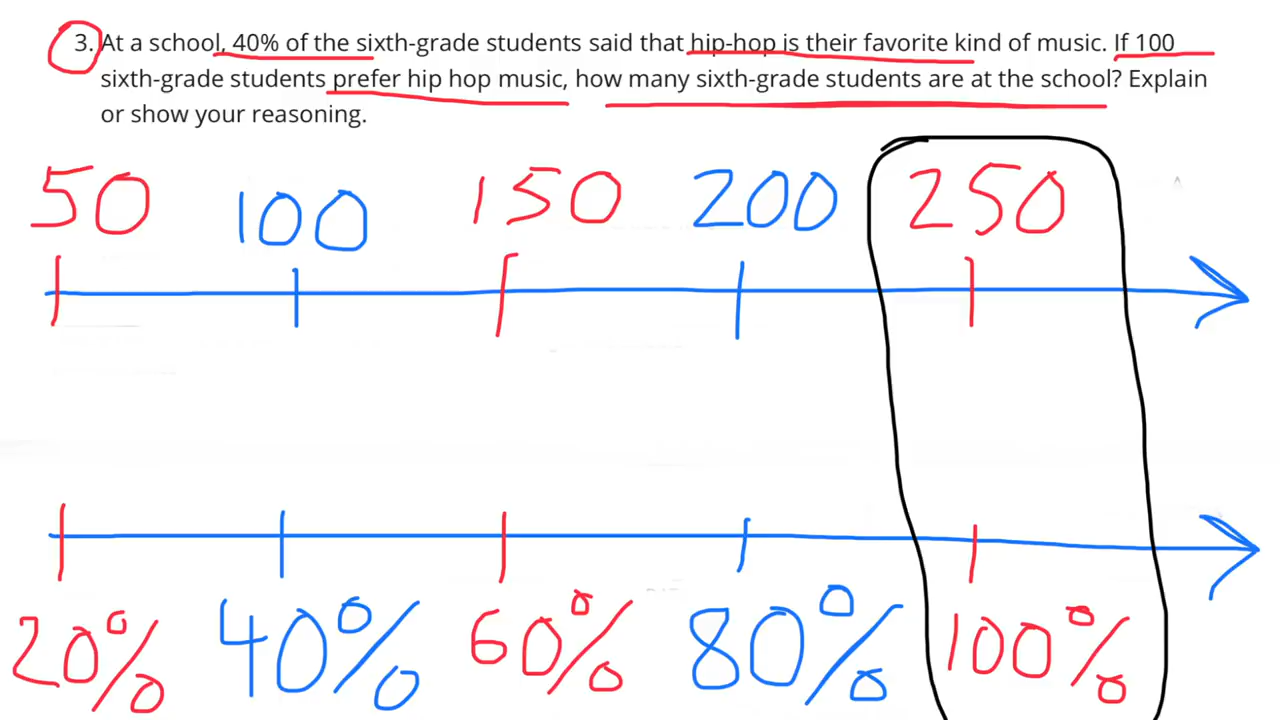 3. At a school, 40% of the sixth-grade students said that hip-hop is their favorite kind of music. If 100
sixth-grade students prefer hip hop music, how many sixth-grade students are at the school? Explain
or show your reasoning.
50 100 150 200 250
20% 40% 60% 80% 100%